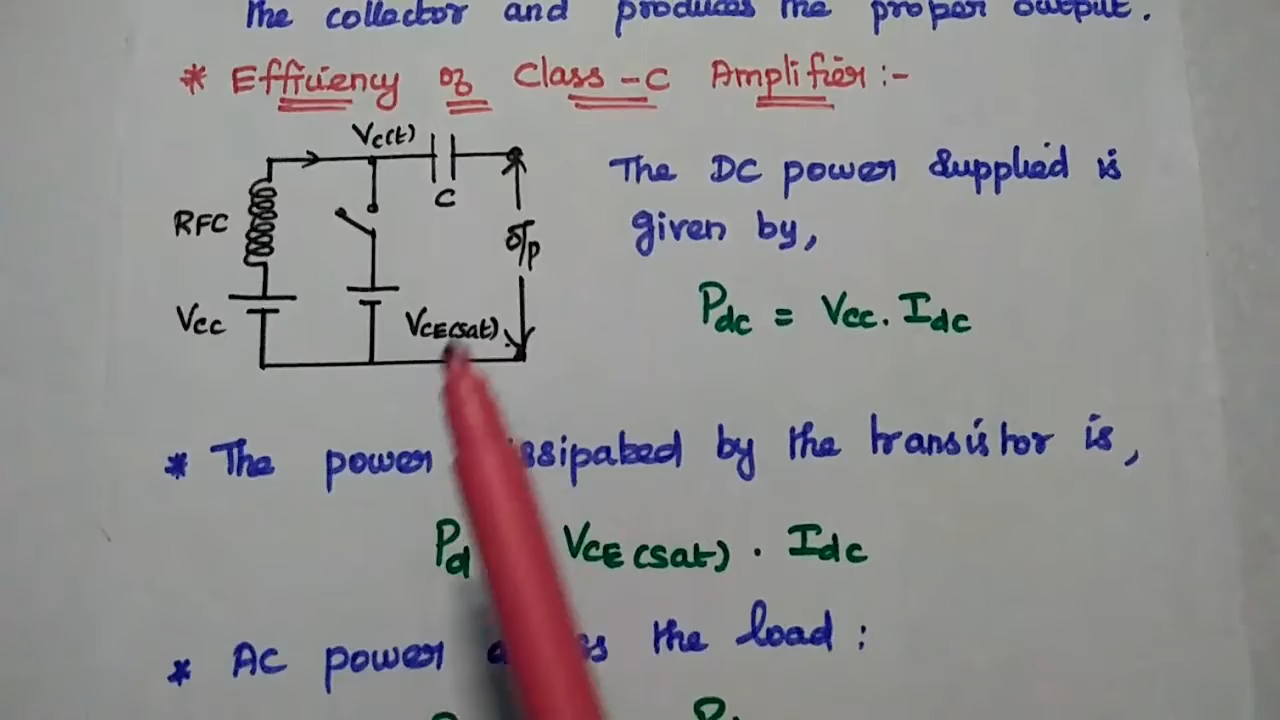 the collector and produces the proper output.
* Efficiency of Class-C Amplifier:-
Vc(t)
C
RFC
O/p
Vcc
VCE(sat)
The DC power supplied is
given by,
Pdc = Vcc. Idc
* The power by the transistor is,
Pd VCE(sat) . Idc
* AC power the load :